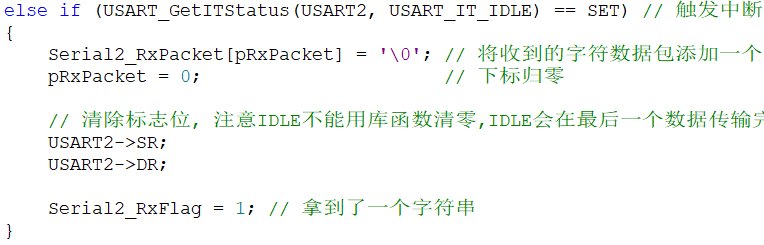 else if (USART_GetITStatus(USART2, USART_IT_IDLE) == SET) // 触发中断
{
    Serial2_RxPacket[pRxPacket] = '\0'; // 将收到的字符数据包添加一个
    pRxPacket = 0;                      // 下标归零
    // 清除标志位, 注意IDLE不能用库函数清零,IDLE会在最后一个数据传输
    USART2->SR;
    USART2->DR;
    Serial2_RxFlag = 1; // 拿到了一个字符串
}